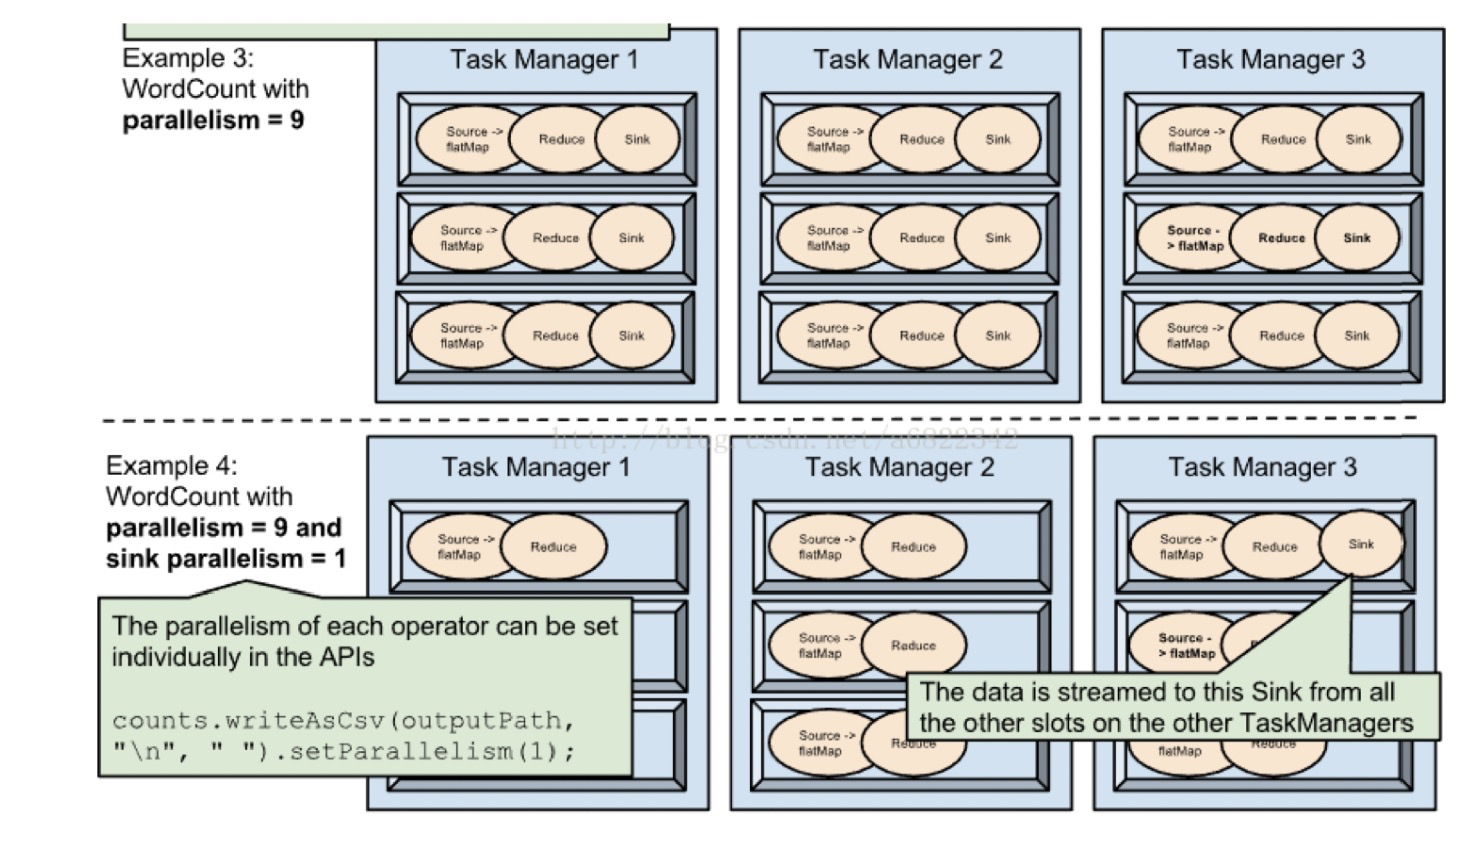 Example 3:
WordCount with
parallelism = 9
Task Manager 1
Source ->
flatMap
Reduce
Sink
Source ->
flatMap
Reduce
Sink
Source ->
flatMap
Reduce
Sink
Task Manager 2
Source ->
flatMap
Reduce
Sink
Source ->
flatMap
Reduce
Sink
Source ->
flatMap
Reduce
Sink
Task Manager 3
Source ->
flatMap
Reduce
Sink
Source -
> flatMap
Reduce
Sink
Source ->
flatMap
Reduce
Sink
http://blog.csdn.net/a6822342
Example 4:
WordCount with
parallelism = 9 and
sink parallelism = 1
The parallelism of each operator can be set
individually in the APIs
counts.writeAsCsv(outputPath,
"\n", " ").setParallelism(1);
Task Manager 1
Source ->
flatMap
Reduce
Task Manager 2
Source ->
flatMap
Reduce
Source ->
flatMap
Reduce
Source ->
flatMap
Reduce
Task Manager 3
Source ->
flatMap
Reduce
Sink
Source -
> flatMap
The data is streamed to this Sink from all
the other slots on the other TaskManagers
flatMap
Reduce